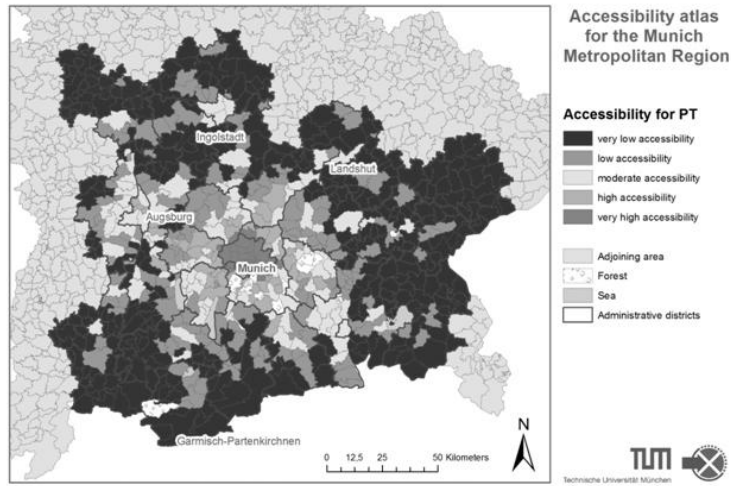 Accessibility atlas
for the Munich
Metropolitan Region
Accessibility for PT
very low accessibility
low accessibility
moderate accessibility
high accessibility
very high accessibility
Adjoining area
Forest
Sea
Administrative districts
Ingolstadt
Landshut
Augsburg
Munich
Garmisch-Partenkirchnen
N
0 12,5 25 50 Kilometers
TUM
Technische Universität München